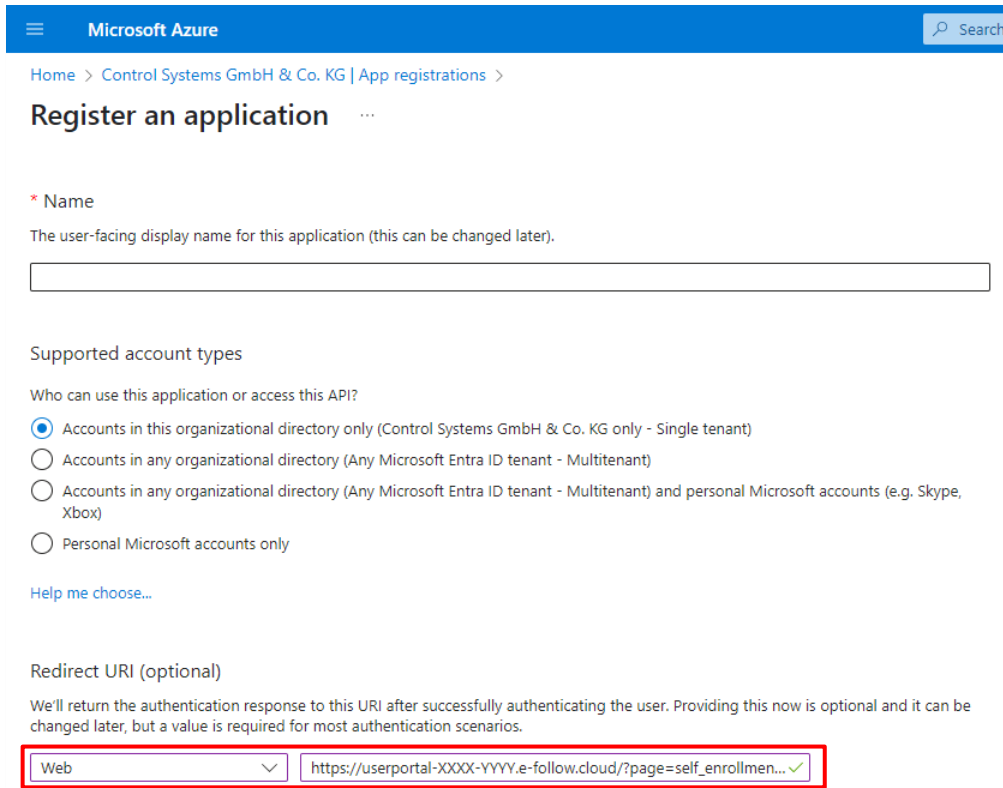 Microsoft Azure
Search
Home > Control Systems GmbH & Co. KG | App registrations >
Register an application ...
* Name
The user-facing display name for this application (this can be changed later).
Supported account types
Who can use this application or access this API?
Accounts in this organizational directory only (Control Systems GmbH & Co. KG only - Single tenant)
Accounts in any organizational directory (Any Microsoft Entra ID tenant - Multitenant)
Accounts in any organizational directory (Any Microsoft Entra ID tenant - Multitenant) and personal Microsoft accounts (e.g. Skype,
Xbox)
Personal Microsoft accounts only
Help me choose...
Redirect URI (optional)
We'll return the authentication response to this URI after successfully authenticating the user. Providing this now is optional and it can be
changed later, but a value is required for most authentication scenarios.
Web
https://userportal-XXXX-YYYY.e-follow.cloud/?page=self_enrollmen...